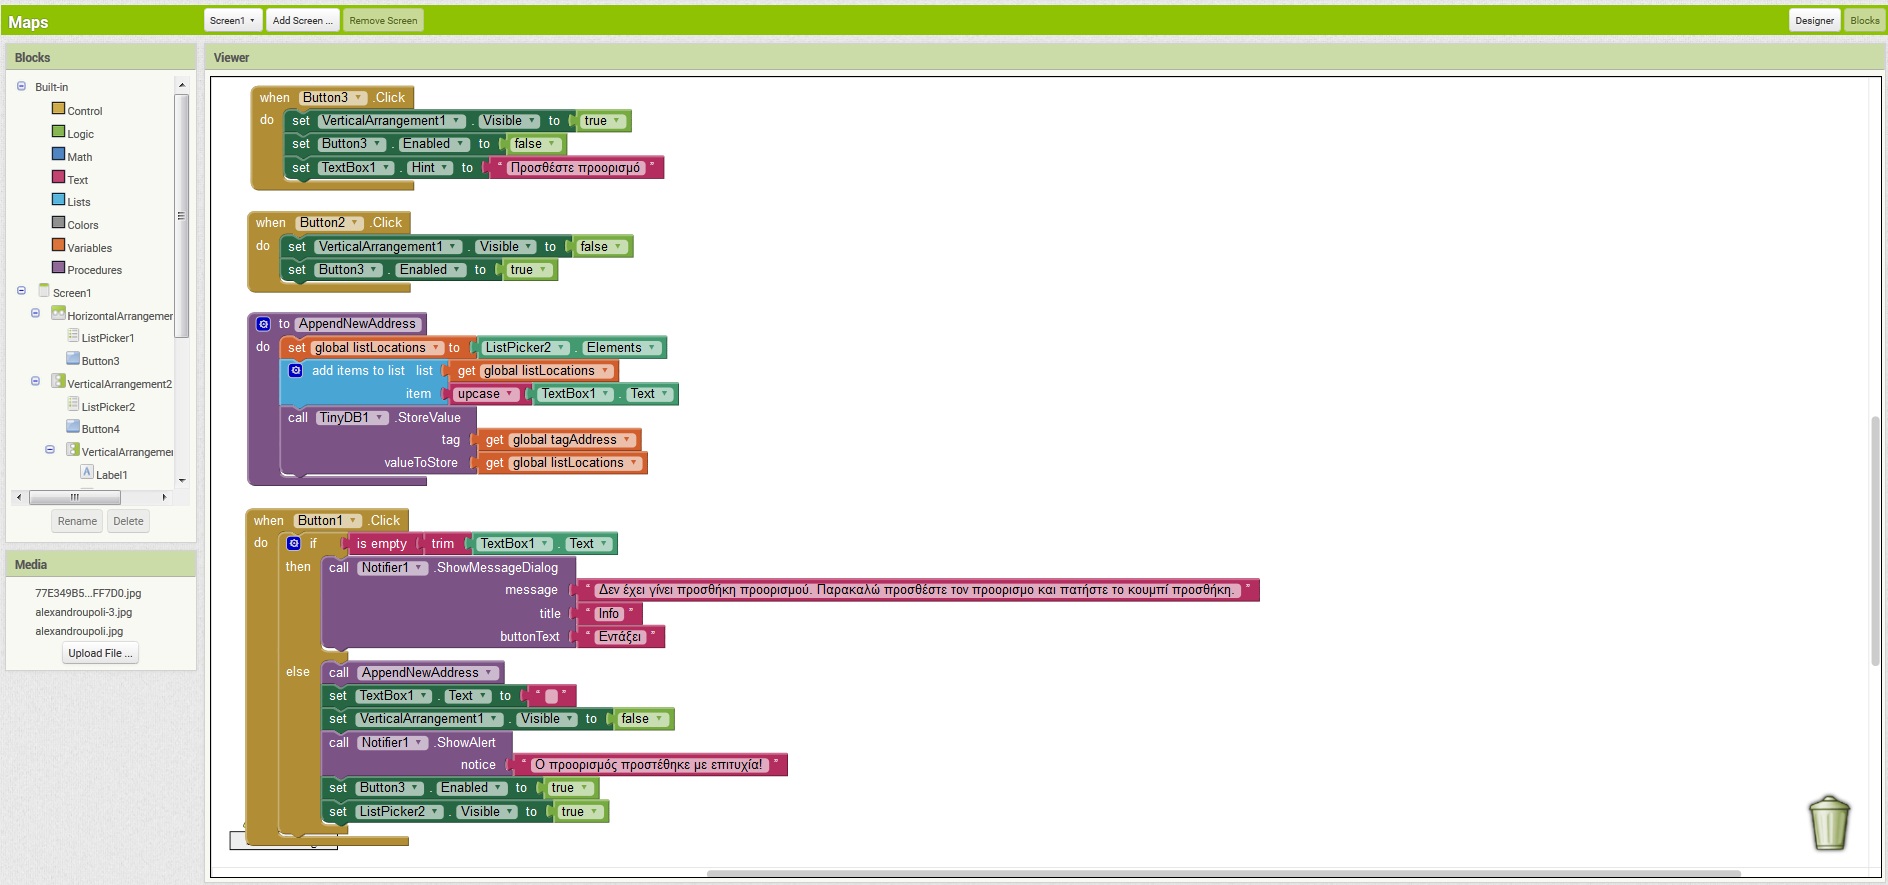 Maps
Screen1
Add Screen ...
Remove Screen
Designer
Blocks
Blocks
Built-in
Control
Logic
Math
Text
Lists
Colors
Variables
Procedures
Screen1
HorizontalArrangemer
ListPicker1
Button3
VerticalArrangement2
ListPicker2
Button4
VerticalArrangemer
Label1
Rename
Delete
Media
77E349B5...FF7D0.jpg
alexandroupoli-3.jpg
alexandroupoli.jpg
Upload File ...
Viewer
when Button3 .Click
do set VerticalArrangement1 . Visible to true
set Button3 . Enabled to false
set TextBox1 . Hint to “ Προσθέστε προορισμό ”
when Button2 .Click
do set VerticalArrangement1 . Visible to false
set Button3 . Enabled to true
to AppendNewAddress
do set global listLocations to ListPicker2 . Elements
add items to list list get global listLocations
item upcase TextBox1 . Text
call TinyDB1 .StoreValue
tag get global tagAddress
valueToStore get global listLocations
when Button1 .Click
do if is empty trim TextBox1 . Text
then call Notifier1 .ShowMessageDialog
message “ Δεν έχει γίνει προσθήκη προορισμού. Παρακαλώ προσθέστε τον προορισμο και πατήστε το κουμπί προσθήκη. ”
title “ Info ”
buttonText “ Εντάξει ”
else call AppendNewAddress
set TextBox1 . Text to “ ”
set VerticalArrangement1 . Visible to false
call Notifier1 .ShowAlert
notice “ Ο προορισμός προστέθηκε με επιτυχία! ”
set Button3 . Enabled to true
set ListPicker2 . Visible to true